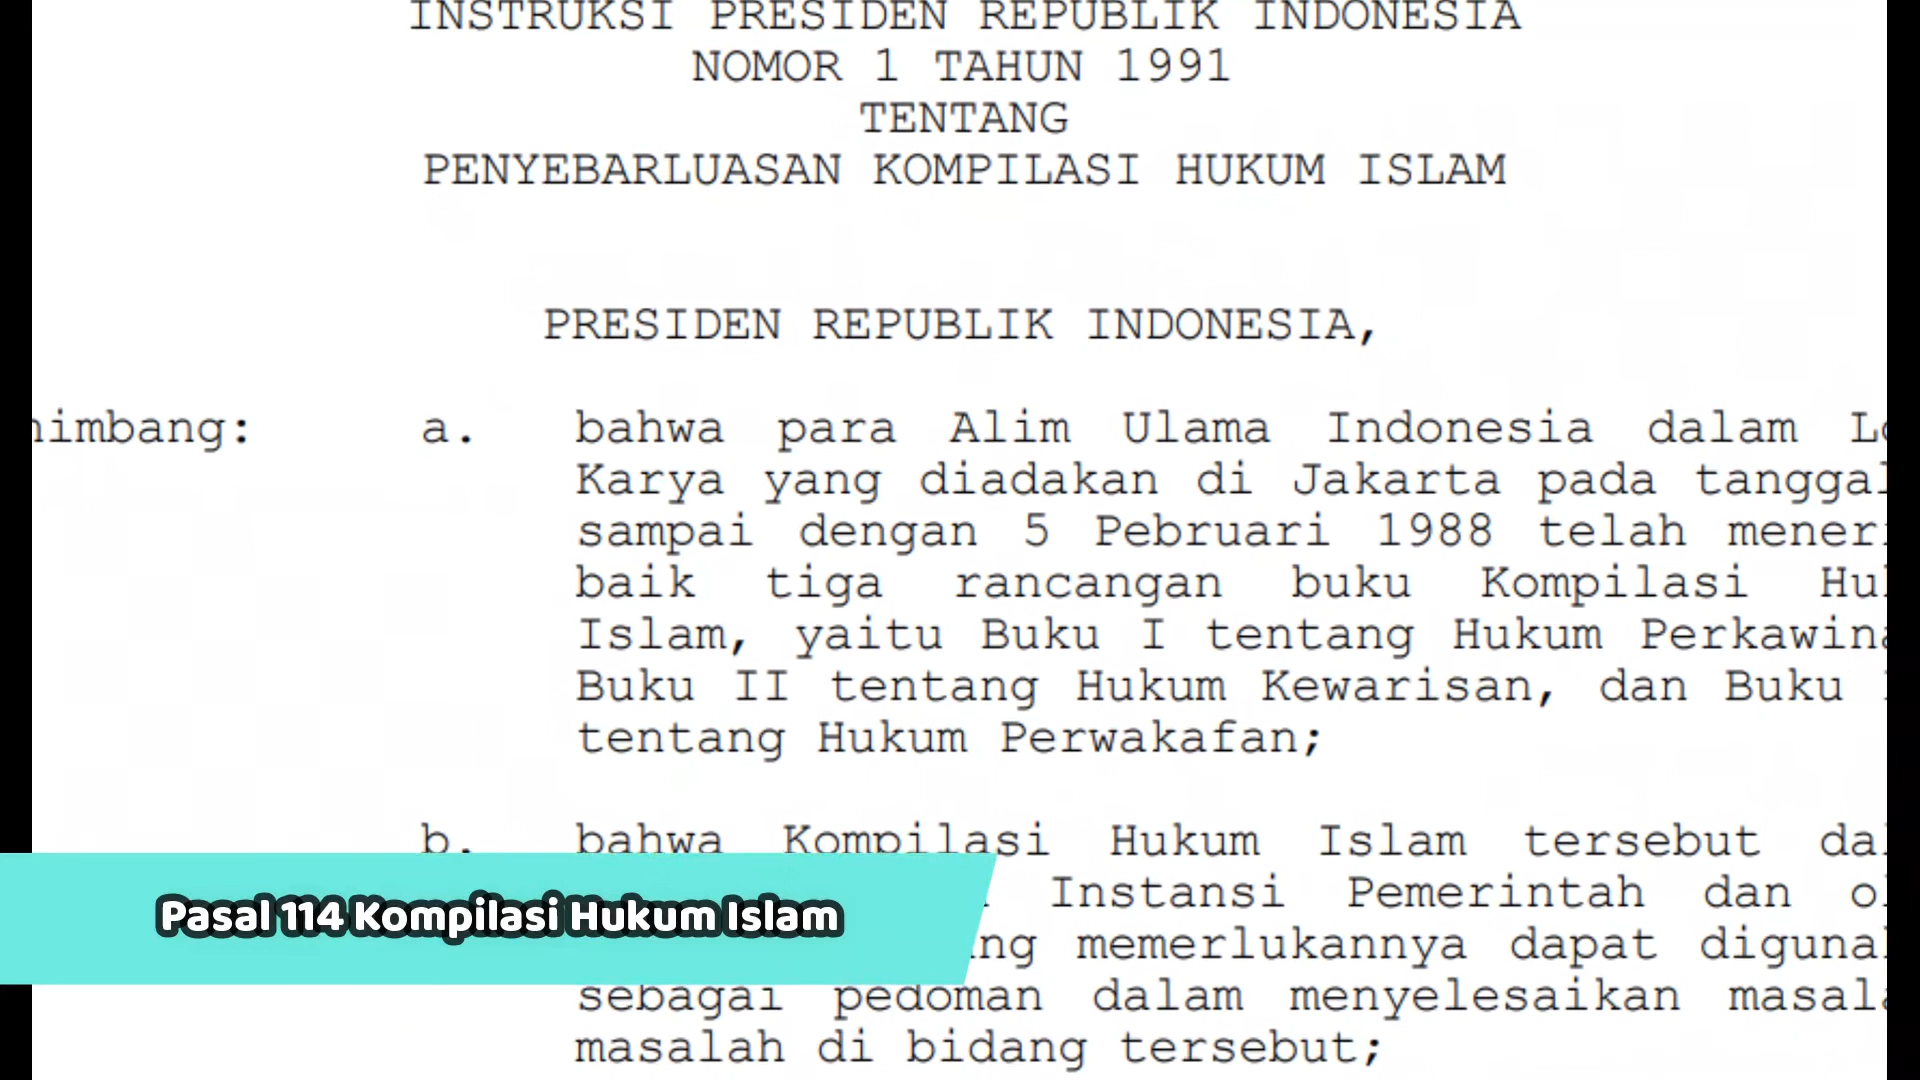 INSTRUKSI PRESIDEN REPUBLIK INDONESIA
NOMOR 1 TAHUN 1991
TENTANG
PENYEBARLUASAN KOMPILASI HUKUM ISLAM
PRESIDEN REPUBLIK INDONESIA,
nimbang: a. bahwa para Alim Ulama Indonesia dalam
Karya yang diadakan di Jakarta pada tanggal
sampai dengan 5 Pebruari 1988 telah
baik tiga rancangan buku Kompilasi
Islam, yaitu Buku I tentang Hukum
Buku II tentang Hukum Kewarisan, dan Buku
tentang Hukum Perwakafan;
b. bahwa Kompilasi Hukum Islam tersebut
Instansi Pemerintah dan
memerlukannya dapat
sebagai pedoman dalam menyelesaikan
masalah di bidang tersebut;
Pasal 114 Kompilasi Hukum Islam